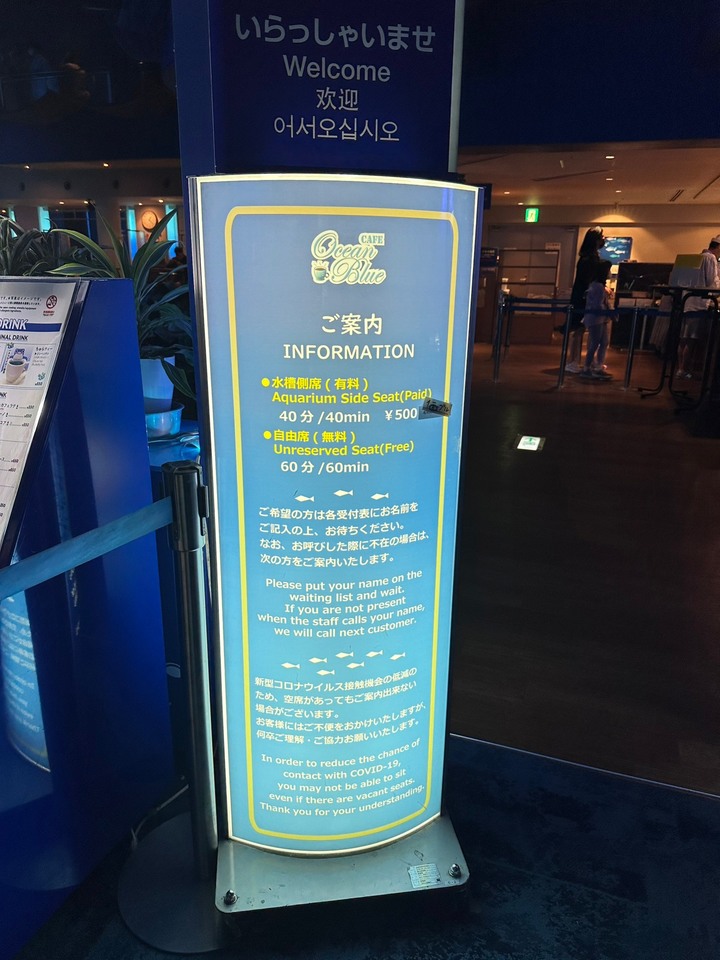 いらっしゃいませ
Welcome
欢迎
어서오십시오
CAFE
Ocean
Blue
ご案内
INFORMATION
●水槽側席(有料)
Aquarium Side Seat(Paid)
40分/40min ¥500
●自由席(無料)
Unreserved Seat(Free)
60分/60min
ご希望の方は各受付表にお名前を
ご記入の上、お待ちください。
なお、お呼びした際に不在の場合は、
次の方をご案内いたします。
Please put your name on the
waiting list and wait.
If you are not present
when the staff calls your name,
we will call next customer.
新型コロナウイルス接触機会の低減の
ため、空席があってもご案内出来ない
場合がございます。
お客様にはご不便をおかけいたしますが、
何卒ご理解・ご協力お願いいたします。
In order to reduce the chance of
contact with COVID-19,
you may not be able to sit
even if there are vacant seats.
Thank you for your understanding.
DRINK